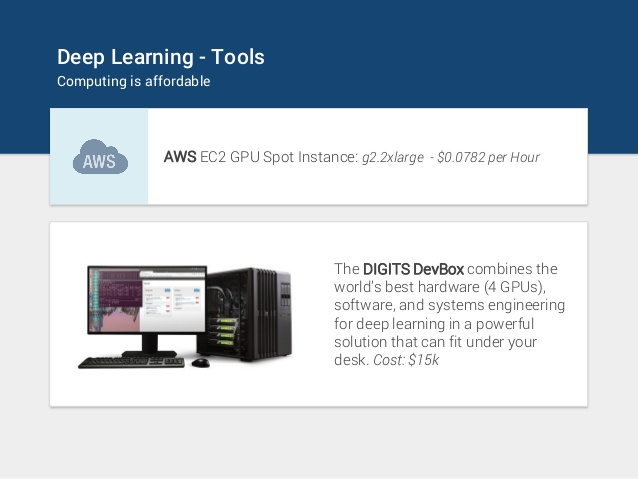 Deep Learning - Tools
Computing is affordable
AWS
AWS EC2 GPU Spot Instance: g2.2xlarge - $0.0782 per Hour
The DIGITS DevBox combines the
world's best hardware (4 GPUs),
software, and systems engineering
for deep learning in a powerful
solution that can fit under your
desk. Cost: $15k